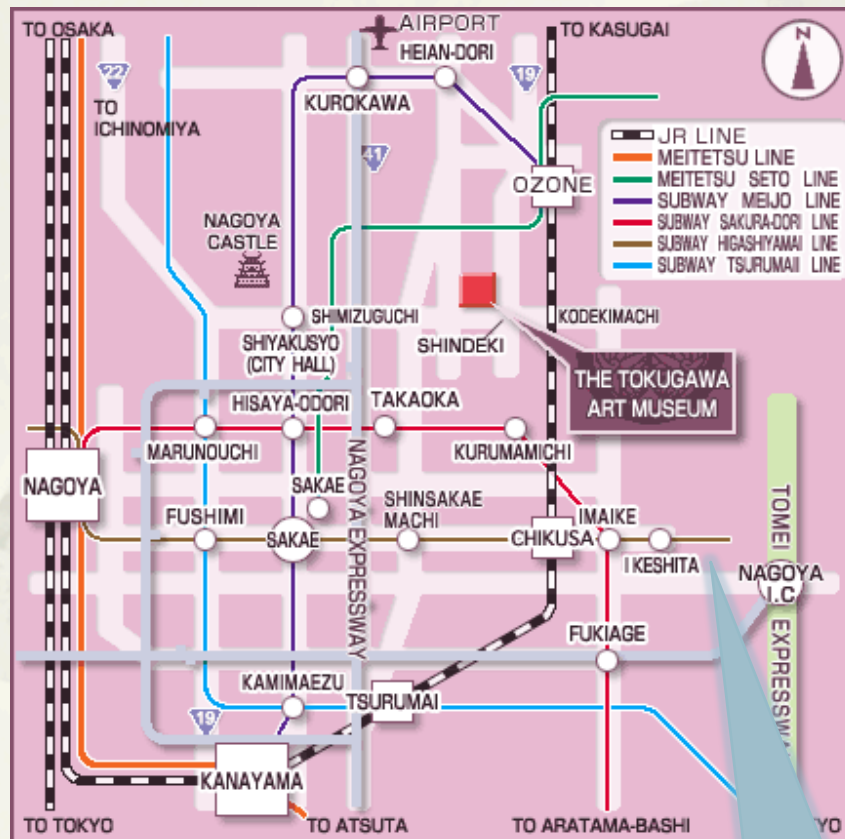 TO OSAKA
AIRPORT
TO KASUGAI
N
HEIAN-DORI
22
19
TO
ICHINOMIYA
KUROKAWA
41
JR LINE
MEITETSU LINE
MEITETSU SETO LINE
SUBWAY MEIJO LINE
SUBWAY SAKURA-DORI LINE
SUBWAY HIGASHIYAMAI LINE
SUBWAY TSURUMAII LINE
OZONE
NAGOYA
CASTLE
SHIMIZUGUCHI
KODEKIMACHI
SHIYAKUSYO
(CITY HALL)
SHINDEKI
THE TOKUGAWA
ART MUSEUM
HISAYA-ODORI
TAKAOKA
MARUNOUCHI
KURUMAMICHI
NAGOYA
SAKAE
NAGOYA EXPRESSWAY
SHINSAKAE
MACHI
FUSHIMI
SAKAE
CHIKUSA
IMAIKE
IKESHITA
TOMEI EXPRESSWA
NAGOYA
I.C.
FUKIAGE
KAMIMAEZU
TSURUMAI
19
KANAYAMA
TO TOKYO
TO ATSUTA
TO ARATAMA-BASHI
YO